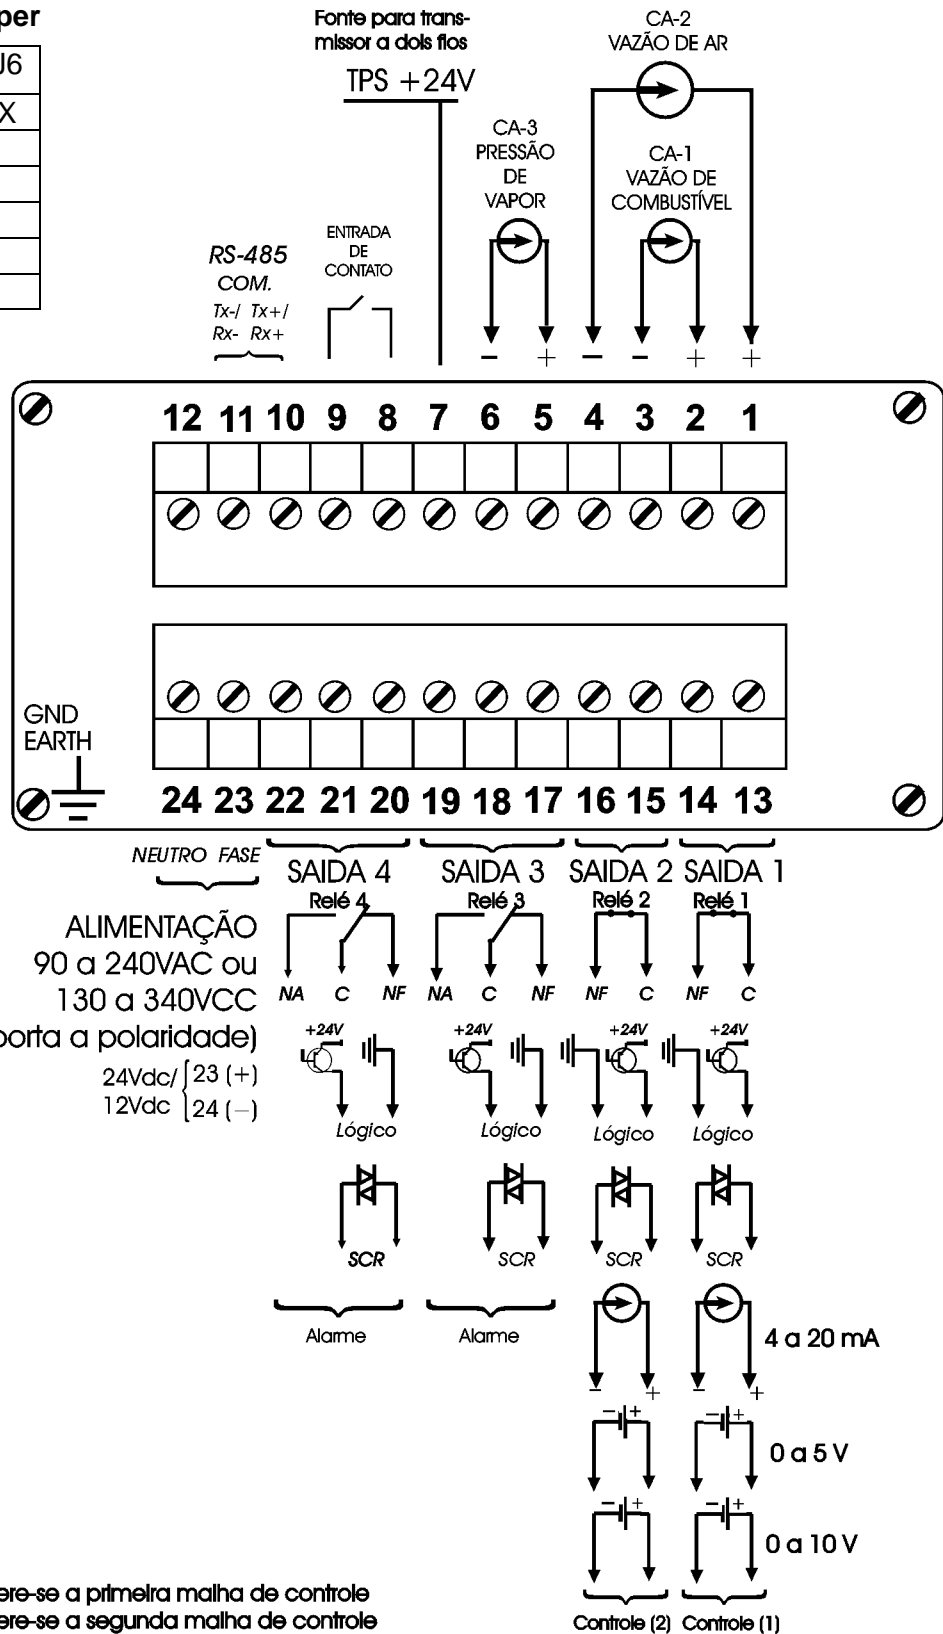 per
J6
X
Fonte para trans-
missor a dois fios
TPS +24V
CA-2
VAZÃO DE AR
CA-3
PRESSÃO
DE
VAPOR
CA-1
VAZÃO DE
COMBUSTÍVEL
ENTRADA
DE
CONTATO
RS-485
COM.
Tx-/ Tx+/
Rx- Rx+
− + − − + +
12 11 10 9 8 7 6 5 4 3 2 1
GND
EARTH
24 23 22 21 20 19 18 17 16 15 14 13
NEUTRO FASE
SAIDA 4 SAIDA 3 SAIDA 2 SAIDA 1
Relé 4 Relé 3 Relé 2 Relé 1
ALIMENTAÇÃO
90 a 240VAC ou
130 a 340VCC
porta a polaridade)
24Vdc/ 23 (+)
12Vdc 24 (−)
NA C NF NA C NF NF C NF C
+24V +24V +24V +24V
Lógico Lógico Lógico Lógico
SCR SCR SCR SCR
Alarme Alarme
4 a 20 mA
− + − +
− + − +
0 a 5 V
− + − +
0 a 10 V
ere-se a primeira malha de controle
ere-se a segunda malha de controle
Controle (2) Controle (1)